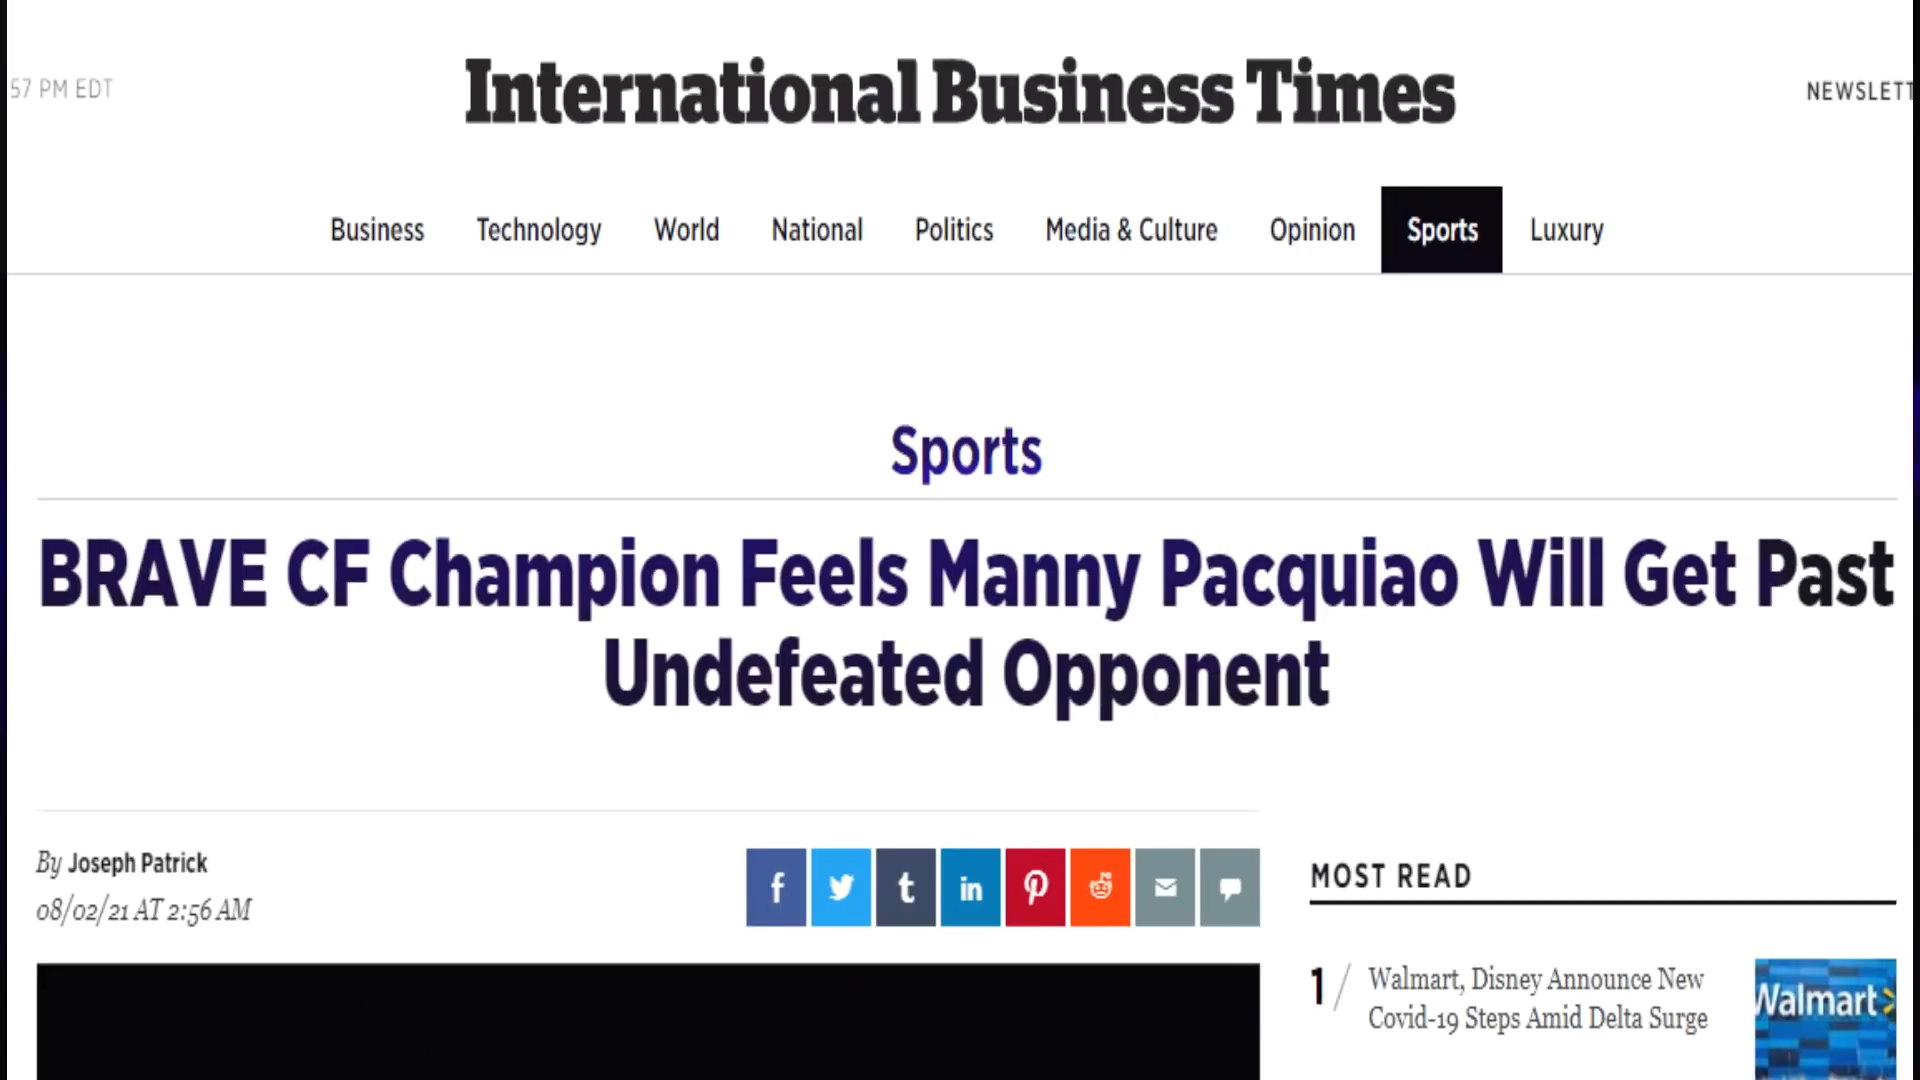 57 PM EDT
International Business Times
NEWSLETT
Business Technology World National Politics Media & Culture Opinion Sports Luxury
Sports
BRAVE CF Champion Feels Manny Pacquiao Will Get Past
Undefeated Opponent
By Joseph Patrick
08/02/21 AT 2:56 AM
f t in
MOST READ
1 / Walmart, Disney Announce New
Covid-19 Steps Amid Delta Surge
Walmart